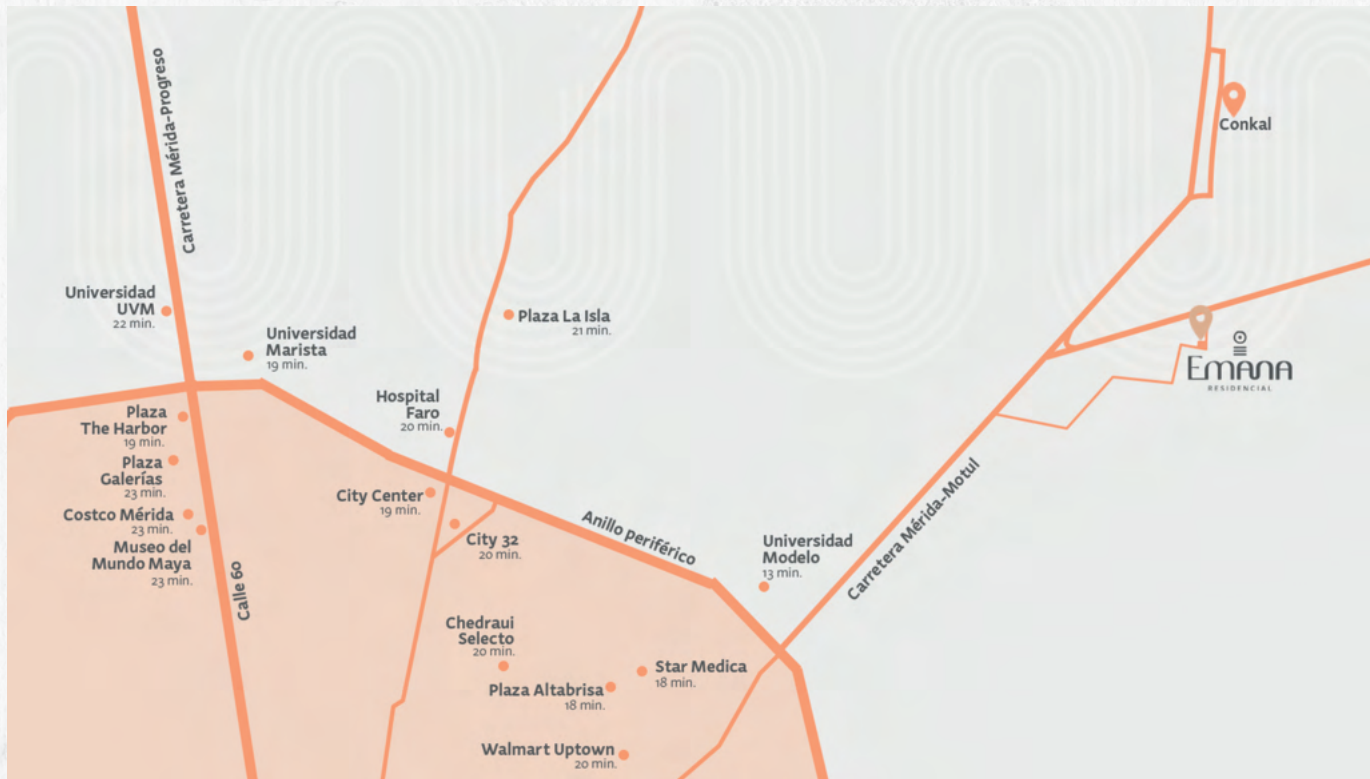 Carretera Mérida-Progreso
Conkal
Universidad
UVM
22 min.
Universidad
Marista
19 min.
Plaza La Isla
21 min.
EMANA
RESIDENCIAL
Hospital
Faro
20 min.
Plaza
The Harbor
19 min.
Plaza
Galerías
23 min.
Costco Mérida
23 min.
Museo del
Mundo Maya
23 min.
Calle 60
City Center
19 min.
City 32
20 min.
Anillo periférico
Universidad
Modelo
13 min.
Carretera Mérida-Motul
Chedraui
Selecto
20 min.
Star Medica
18 min.
Plaza Altabrisa
18 min.
Walmart Uptown
20 min.